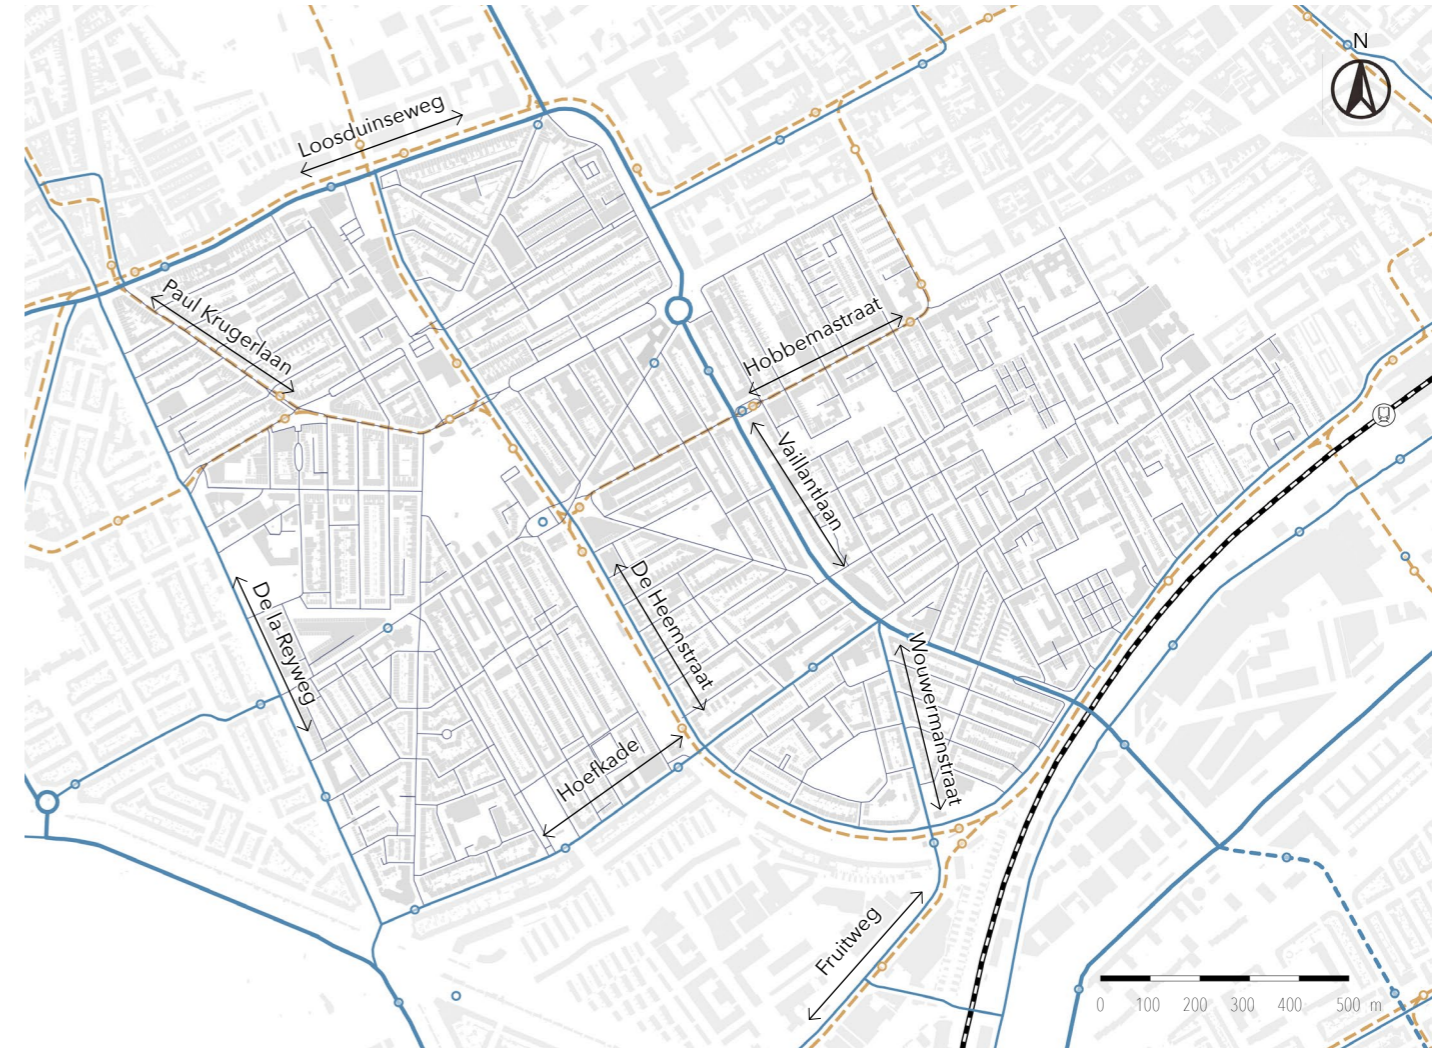 N
Loosduinseweg
Paul Krugerlaan
Hobbemastraat
Vaillantlaan
De Heemstraat
De la Reyweg
Wouwermanstraat
Hoefkade
Fruitweg
0 100 200 300 400 500 m